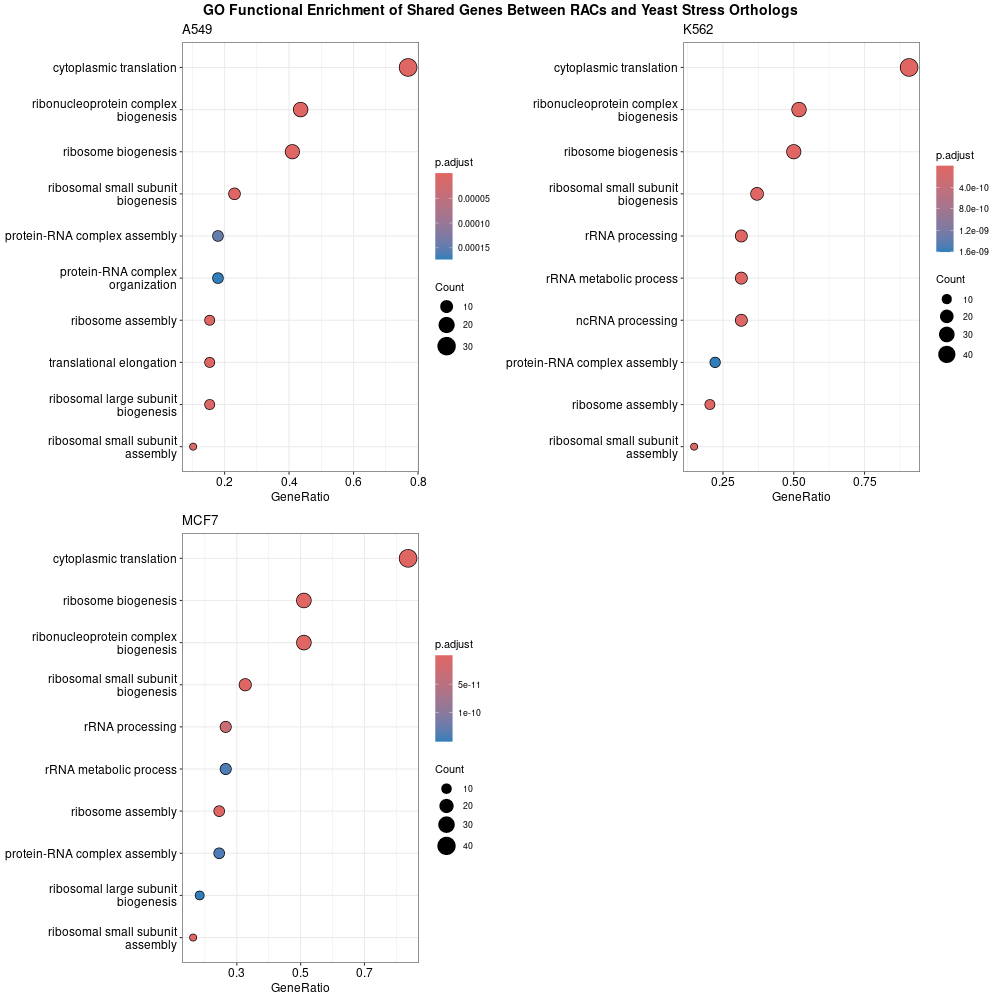 GO Functional Enrichment of Shared Genes Between RACs and Yeast Stress Orthologs
A549
cytoplasmic translation
ribonucleoprotein complex
biogenesis
ribosome biogenesis
ribosomal small subunit
biogenesis
protein-RNA complex assembly
protein-RNA complex
organization
ribosome assembly
translational elongation
ribosomal large subunit
biogenesis
ribosomal small subunit
assembly
0.2 0.4 0.6 0.8
GeneRatio
p.adjust
0.00005
0.00010
0.00015
Count
10
20
30
K562
cytoplasmic translation
ribonucleoprotein complex
biogenesis
ribosome biogenesis
ribosomal small subunit
biogenesis
rRNA processing
rRNA metabolic process
ncRNA processing
protein-RNA complex assembly
ribosome assembly
ribosomal small subunit
assembly
0.25 0.50 0.75
GeneRatio
p.adjust
4.0e-10
8.0e-10
1.2e-09
1.6e-09
Count
10
20
30
40
MCF7
cytoplasmic translation
ribosome biogenesis
ribonucleoprotein complex
biogenesis
ribosomal small subunit
biogenesis
rRNA processing
rRNA metabolic process
ribosome assembly
protein-RNA complex assembly
ribosomal large subunit
biogenesis
ribosomal small subunit
assembly
0.3 0.5 0.7
GeneRatio
p.adjust
5e-11
1e-10
Count
10
20
30
40